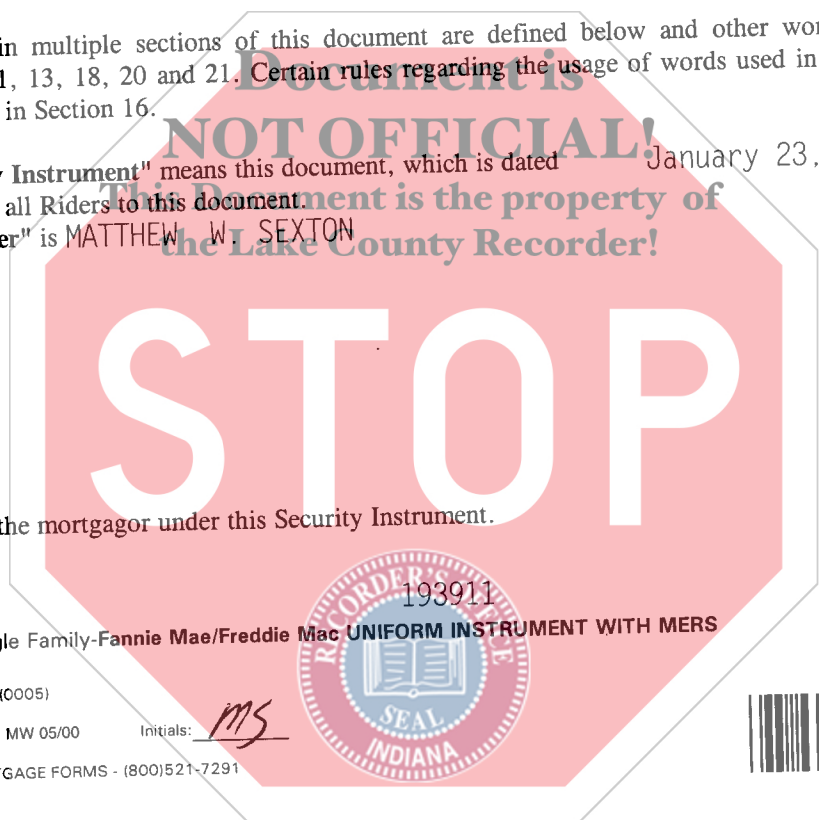 in multiple sections of this document are defined below and other wor
1, 13, 18, 20 and 21. Certain rules regarding the usage of words used in
in Section 16.
Document is
NOT OFFICIAL!
This Document is the property of
the Lake County Recorder!
y Instrument" means this document, which is dated January 23,
all Riders to this document.
er" is MATTHEW W. SEXTON
STOP
the mortgagor under this Security Instrument.
193911
gle Family-Fannie Mae/Freddie Mac UNIFORM INSTRUMENT WITH MERS
(0005)
MW 05/00
Initials: MS
TGAGE FORMS - (800)521-7291
RECORDER'S OFFICE
SEAL
INDIANA